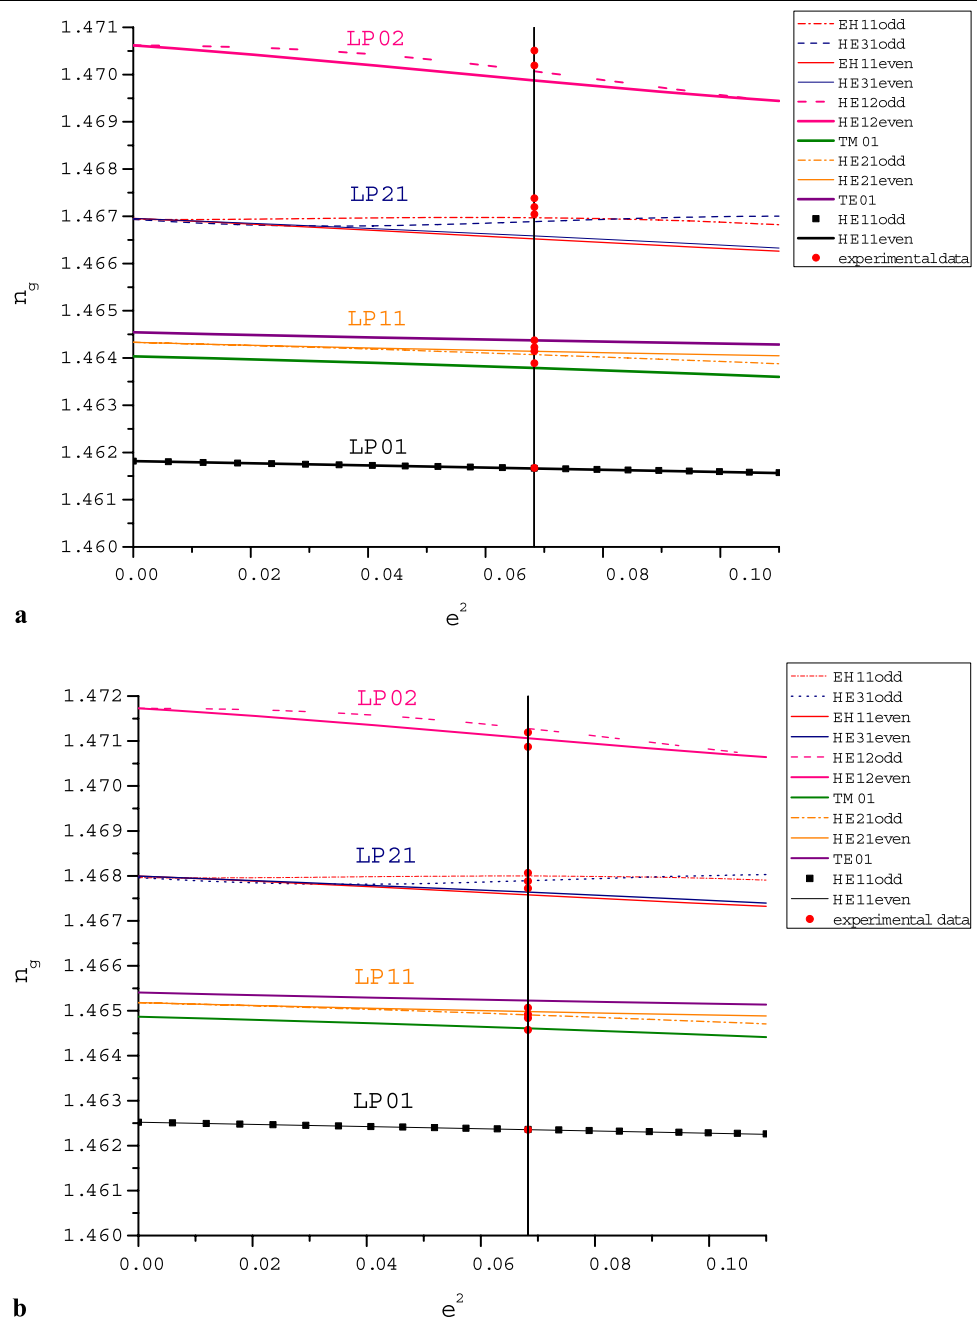 1.471
1.470
1.469
1.468
1.467
1.466
1.465
1.464
1.463
1.462
1.461
1.460
n_g
LP02
LP21
LP11
LP01
0.00 0.02 0.04 0.06 0.08 0.10
e²
EH11odd
HE31odd
EH11even
HE31even
HE12odd
HE12even
TM01
HE21odd
HE21even
TE01
HE11odd
HE11even
experimental data
a
1.472
1.471
1.470
1.469
1.468
1.467
1.466
1.465
1.464
1.463
1.462
1.461
1.460
n_g
LP02
LP21
LP11
LP01
0.00 0.02 0.04 0.06 0.08 0.10
e²
EH11odd
HE31odd
EH11even
HE31even
HE12odd
HE12even
TM01
HE21odd
HE21even
TE01
HE11odd
HE11even
experimental data
b